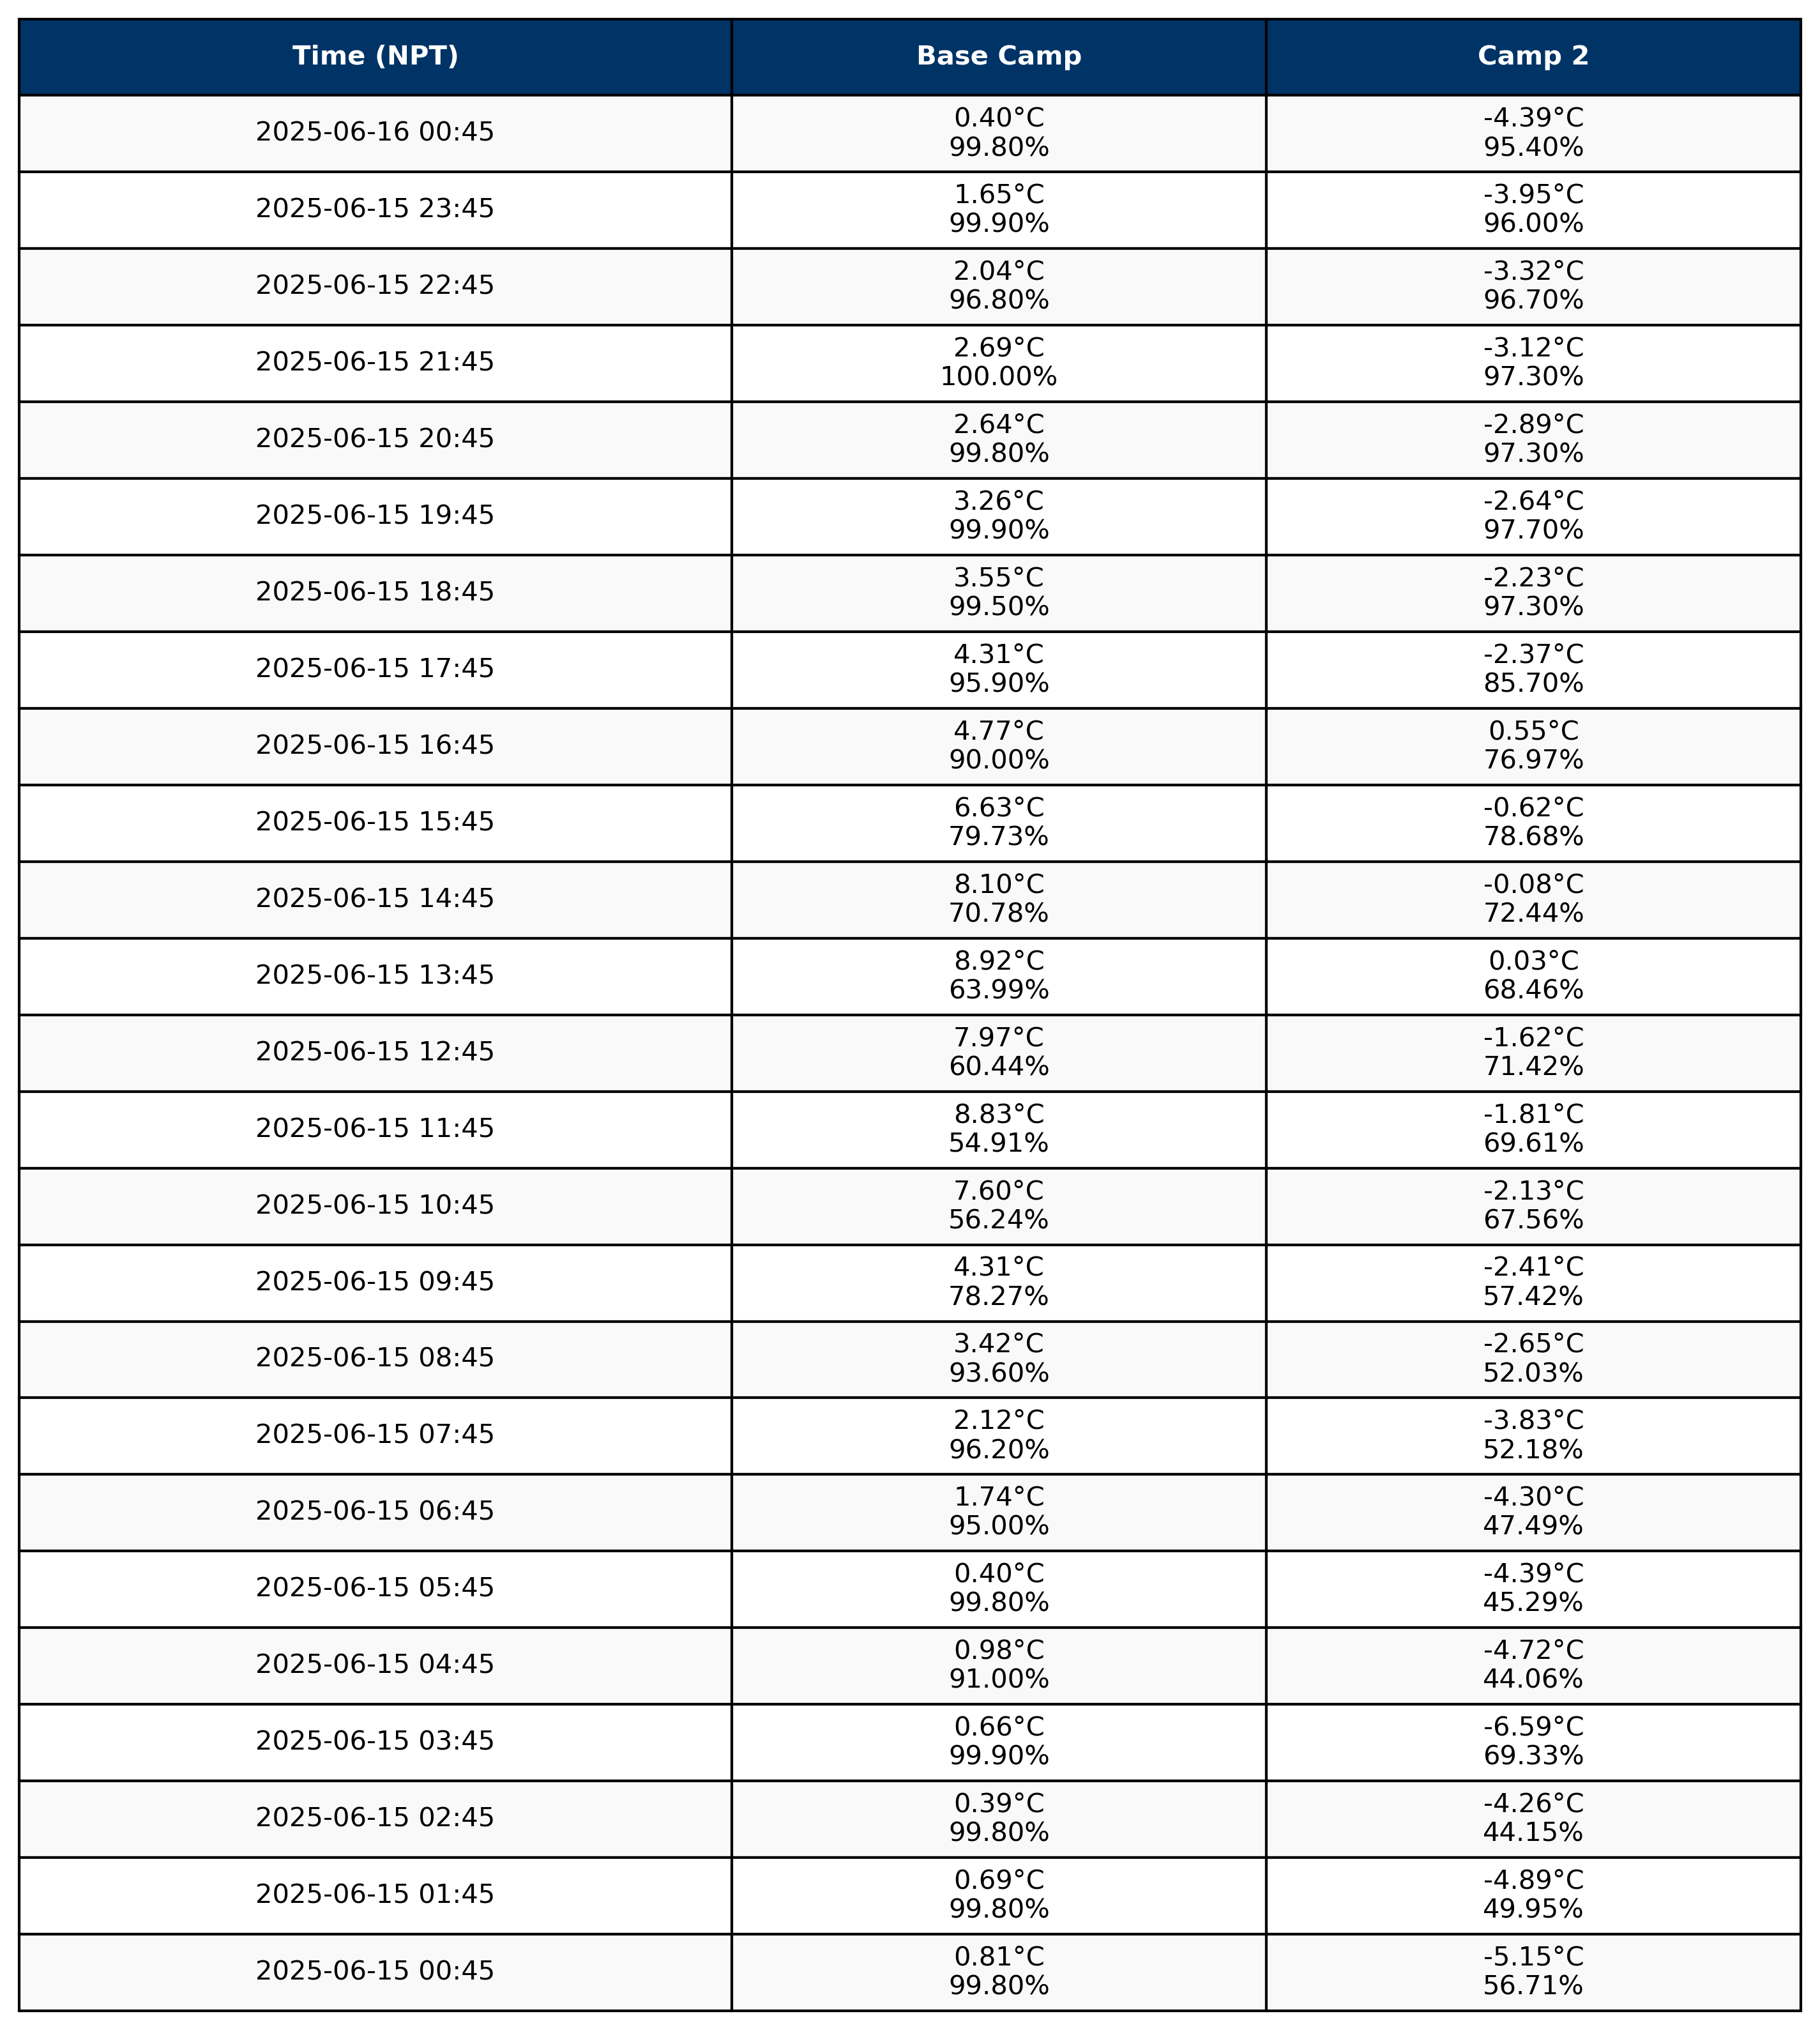 Time (NPT) Base Camp Camp 2
2025-06-16 00:45 0.40°C -4.39°C
99.80% 95.40%
2025-06-15 23:45 1.65°C -3.95°C
99.90% 96.00%
2025-06-15 22:45 2.04°C -3.32°C
96.80% 96.70%
2025-06-15 21:45 2.69°C -3.12°C
100.00% 97.30%
2025-06-15 20:45 2.64°C -2.89°C
99.80% 97.30%
2025-06-15 19:45 3.26°C -2.64°C
99.90% 97.70%
2025-06-15 18:45 3.55°C -2.23°C
99.50% 97.30%
2025-06-15 17:45 4.31°C -2.37°C
95.90% 85.70%
2025-06-15 16:45 4.77°C 0.55°C
90.00% 76.97%
2025-06-15 15:45 6.63°C -0.62°C
79.73% 78.68%
2025-06-15 14:45 8.10°C -0.08°C
70.78% 72.44%
2025-06-15 13:45 8.92°C 0.03°C
63.99% 68.46%
2025-06-15 12:45 7.97°C -1.62°C
60.44% 71.42%
2025-06-15 11:45 8.83°C -1.81°C
54.91% 69.61%
2025-06-15 10:45 7.60°C -2.13°C
56.24% 67.56%
2025-06-15 09:45 4.31°C -2.41°C
78.27% 57.42%
2025-06-15 08:45 3.42°C -2.65°C
93.60% 52.03%
2025-06-15 07:45 2.12°C -3.83°C
96.20% 52.18%
2025-06-15 06:45 1.74°C -4.30°C
95.00% 47.49%
2025-06-15 05:45 0.40°C -4.39°C
99.80% 45.29%
2025-06-15 04:45 0.98°C -4.72°C
91.00% 44.06%
2025-06-15 03:45 0.66°C -6.59°C
99.90% 69.33%
2025-06-15 02:45 0.39°C -4.26°C
99.80% 44.15%
2025-06-15 01:45 0.69°C -4.89°C
99.80% 49.95%
2025-06-15 00:45 0.81°C -5.15°C
99.80% 56.71%